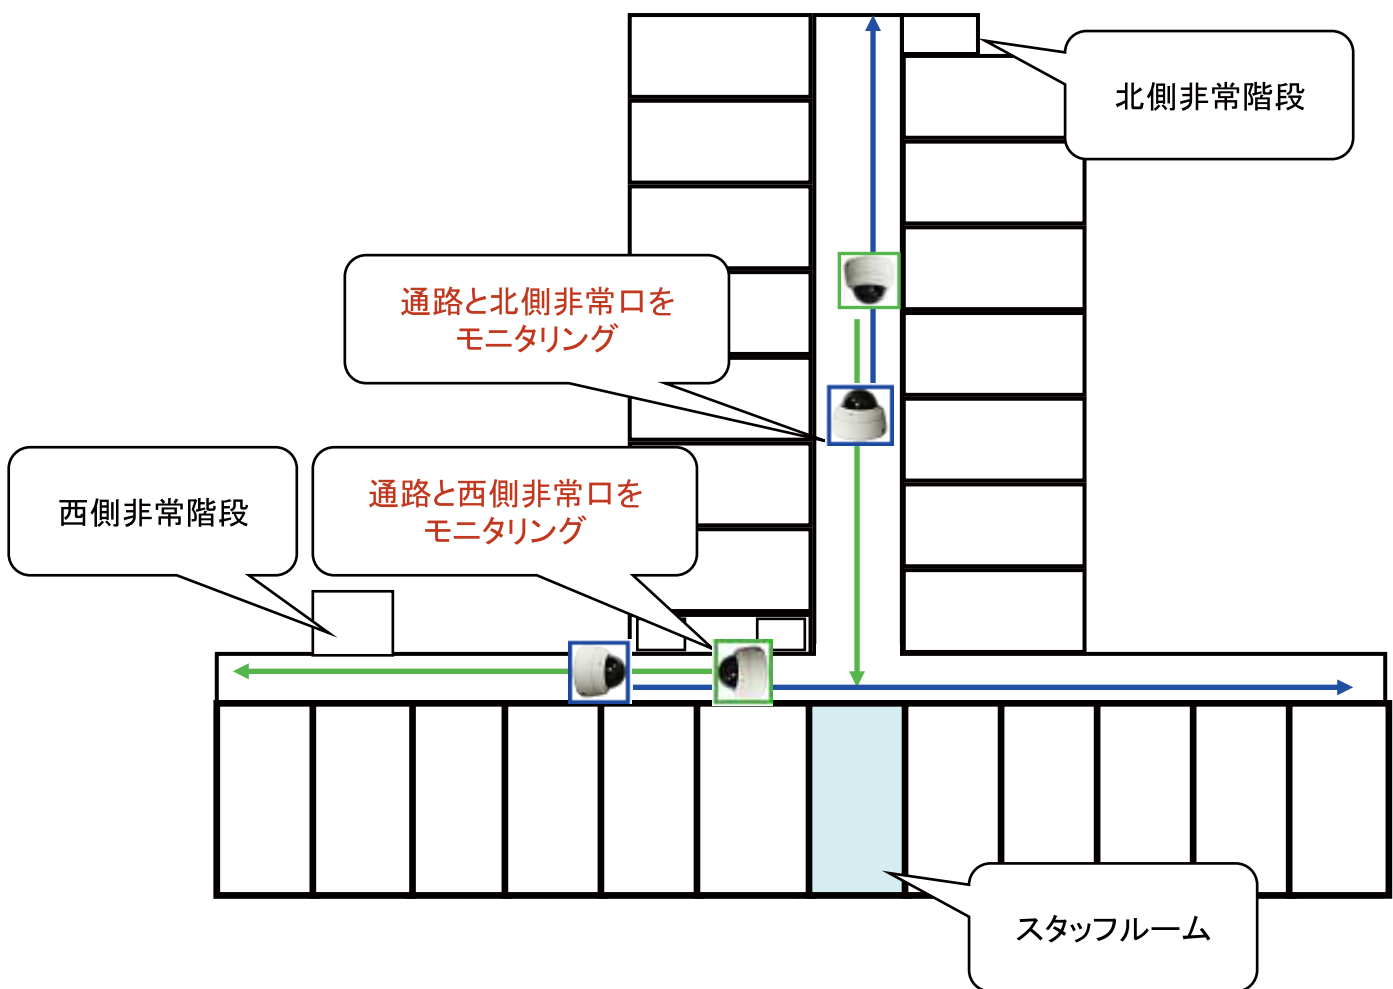 北側非常階段
通路と北側非常口を
モニタリング
西側非常階段
通路と西側非常口を
モニタリング
スタッフルーム